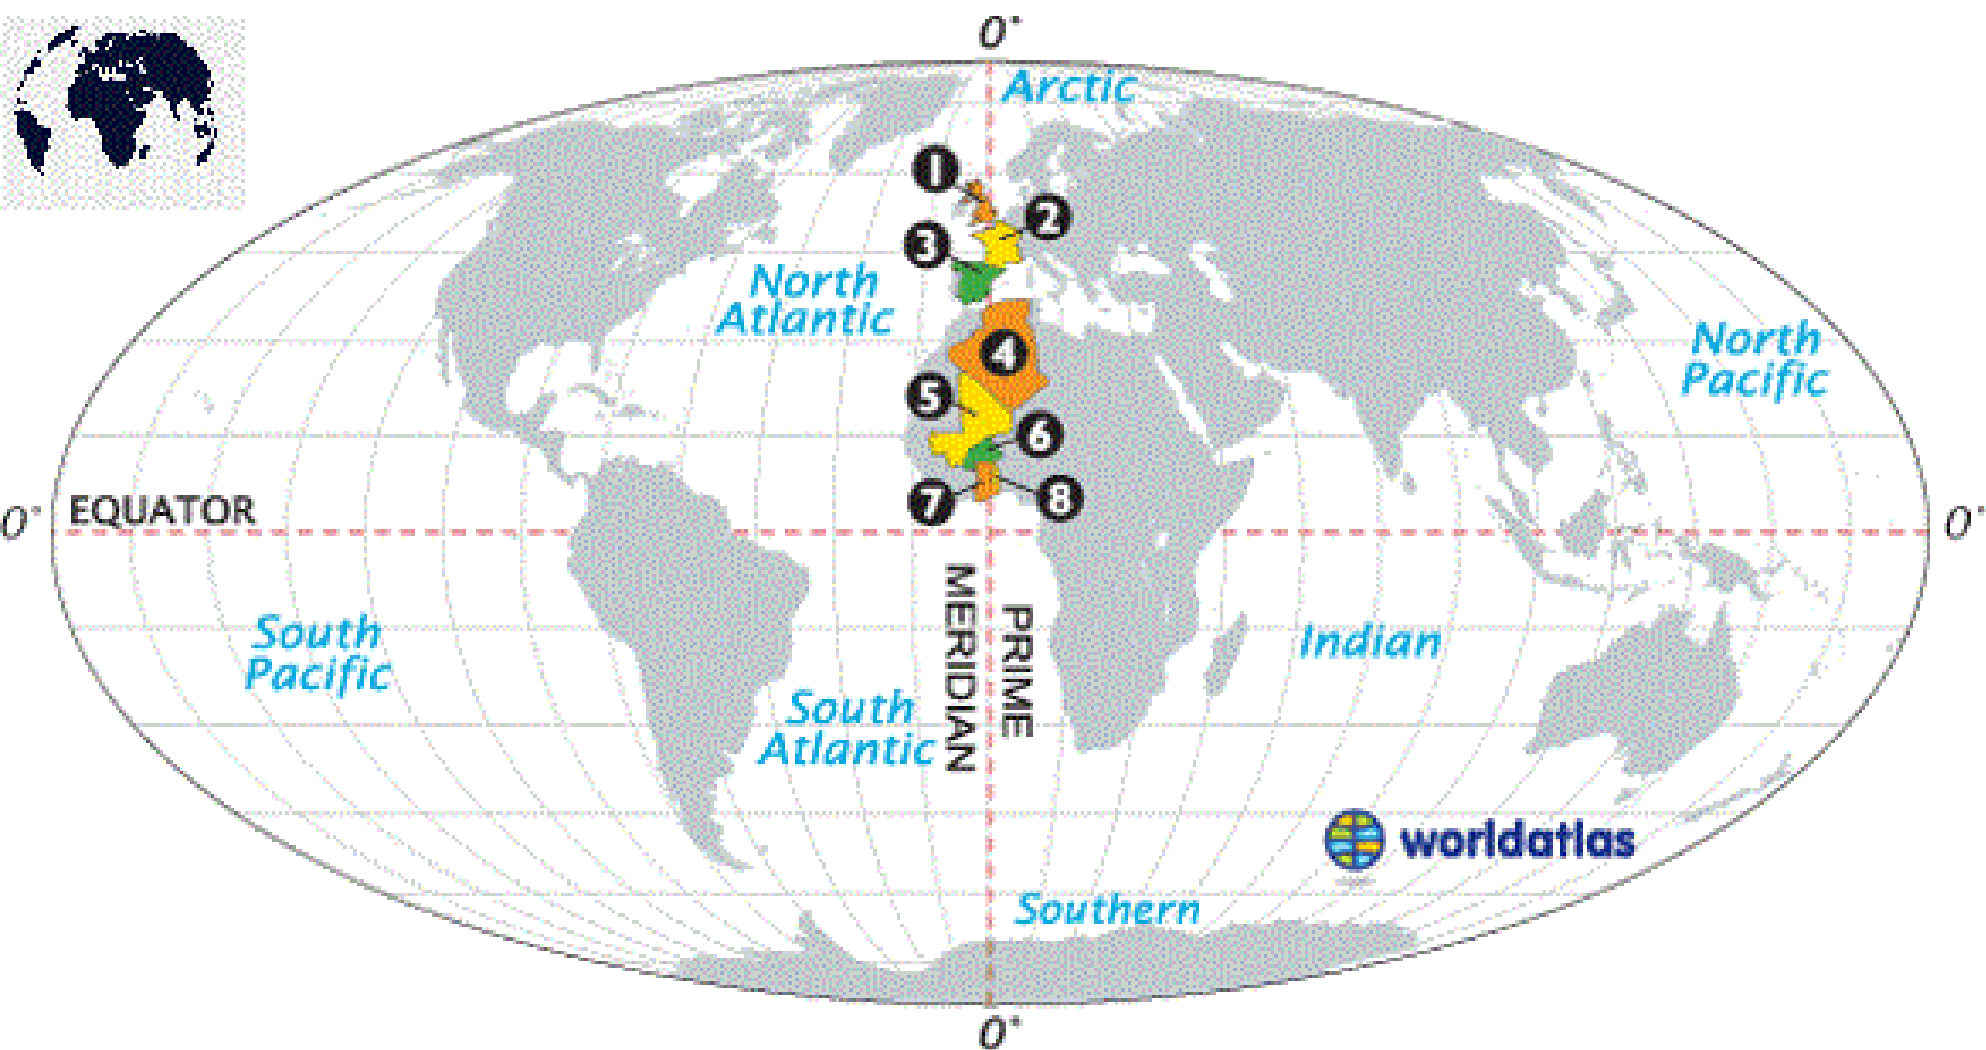 0°
Arctic
1
2
3
North
Atlantic
4
North
Pacific
5
6
7
8
EQUATOR
0°
0°
PRIME
MERIDIAN
South
Pacific
Indian
South
Atlantic
worldatlas
Southern
0°